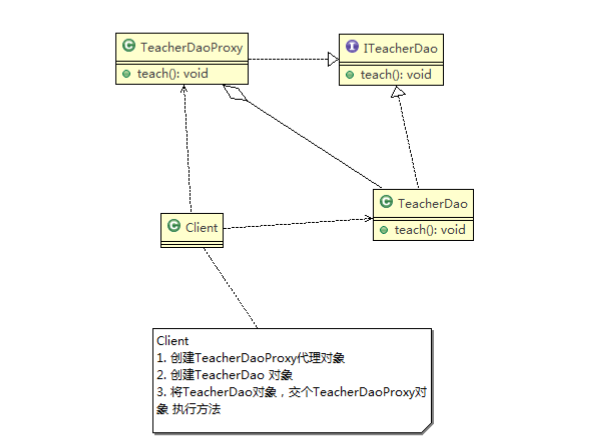 TeacherDaoProxy
teach(): void
ITeacherDao
teach(): void
TeacherDao
teach(): void
Client
Client
1. 创建TeacherDaoProxy代理对象
2. 创建TeacherDao 对象
3. 将TeacherDao对象，交个TeacherDaoProxy对
象 执行方法